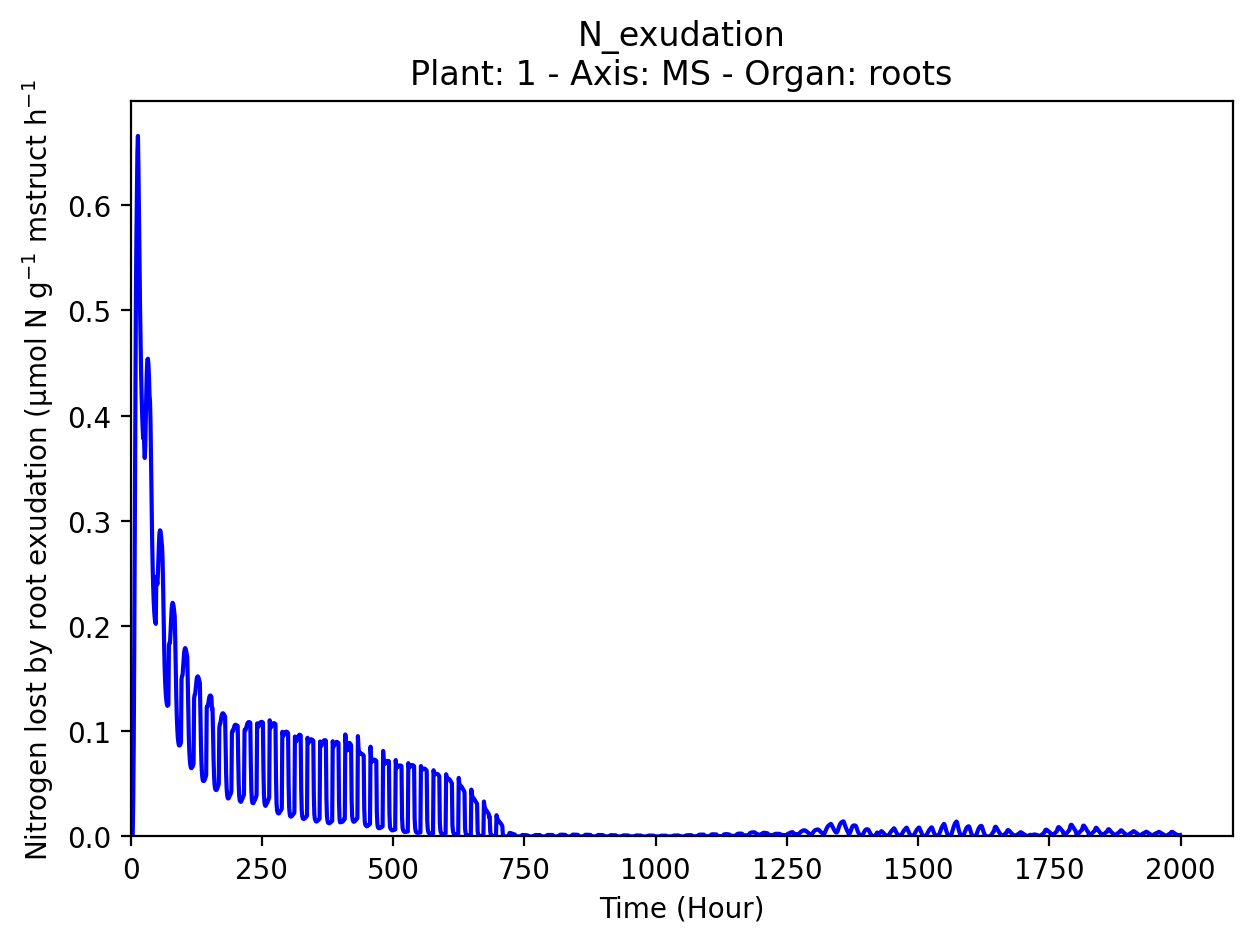 N_exudation
Plant: 1 - Axis: MS - Organ: roots
Nitrogen lost by root exudation (µmol N g⁻¹ mstruct h⁻¹
0.6
0.5
0.4
0.3
0.2
0.1
0.0
0 250 500 750 1000 1250 1500 1750 2000
Time (Hour)